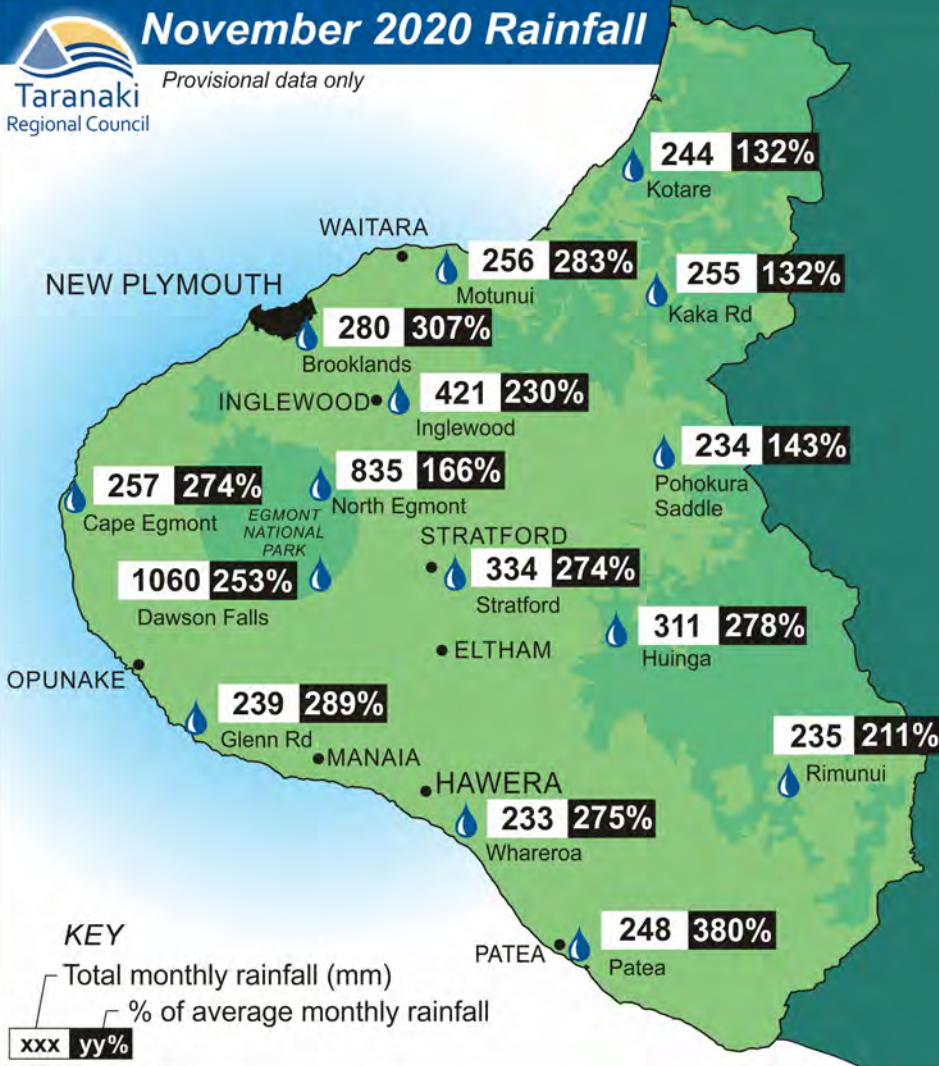 November 2020 Rainfall
Taranaki
Regional Council
Provisional data only
244 132%
Kotare
WAITARA
256 283%
Motunui
255 132%
Kaka Rd
NEW PLYMOUTH
280 307%
Brooklands
INGLEWOOD
421 230%
Inglewood
234 143%
Pohokura
Saddle
835 166%
North Egmont
257 274%
Cape Egmont
EGMONT
NATIONAL
PARK
STRATFORD
334 274%
Stratford
1060 253%
Dawson Falls
311 278%
Huinga
ELTHAM
OPUNAKE
239 289%
Glenn Rd
235 211%
Rimunui
MANAIA
HAWERA
233 275%
Whareroa
PATEA
248 380%
Patea
KEY
Total monthly rainfall (mm)
% of average monthly rainfall
xxx yy%